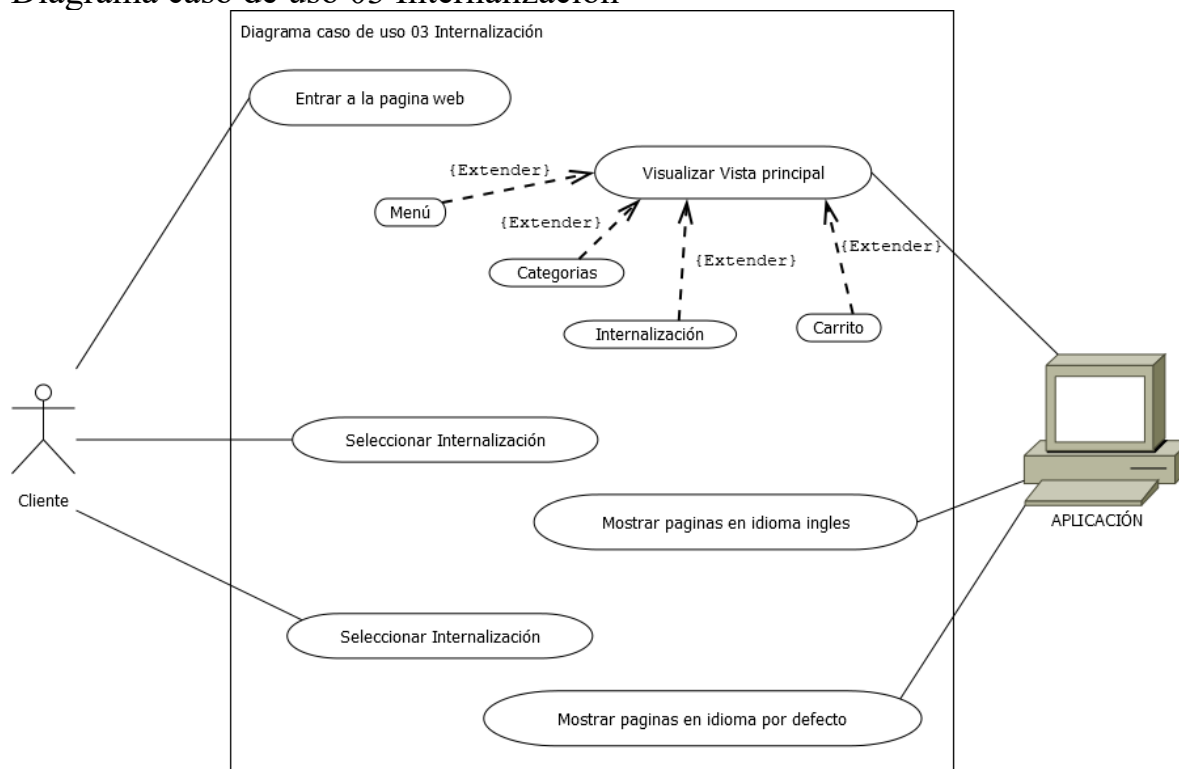 Diagrama caso de uso 03 Internalización
Diagrama caso de uso 03 Internalización
Entrar a la pagina web
{Extender}
Visualizar Vista principal
Menú
{Extender}
{Extender}
{Extender}
Categorias
Internalización
Carrito
Seleccionar Internalización
Cliente
Mostrar paginas en idioma ingles
APLICACIÓN
Seleccionar Internalización
Mostrar paginas en idioma por defecto